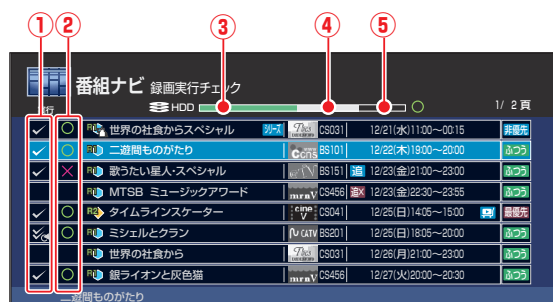 ① ② ③ ④ ⑤
番組ナビ 録画実行チェック
実行 HDD 1/ 2頁
世界の社食からスペシャル シリーズ CS031 12/21(水)11:00~00:15 非優先
二遊間ものがたり BS101 12/22(木)19:00~20:00 ふつう
歌うたい星人・スペシャル BS151 追 12/23(金)21:00~23:00 ふつう
MTSB ミュージックアワード mrmV CS456 追X 12/23(金)22:30~23:55 ふつう
R2 タイムラインスケーター cine V CS041 12/25(日)14:05~15:00 最優先
ミシェルとクラン CATV BS201 12/25(日)18:05~20:00 ふつう
世界の社食から CS031 12/26(月)21:00~23:00 ふつう
銀ライオンと灰色猫 mrmV CS456 12/27(火)20:00~20:30 ふつう
二遊間ものがたり